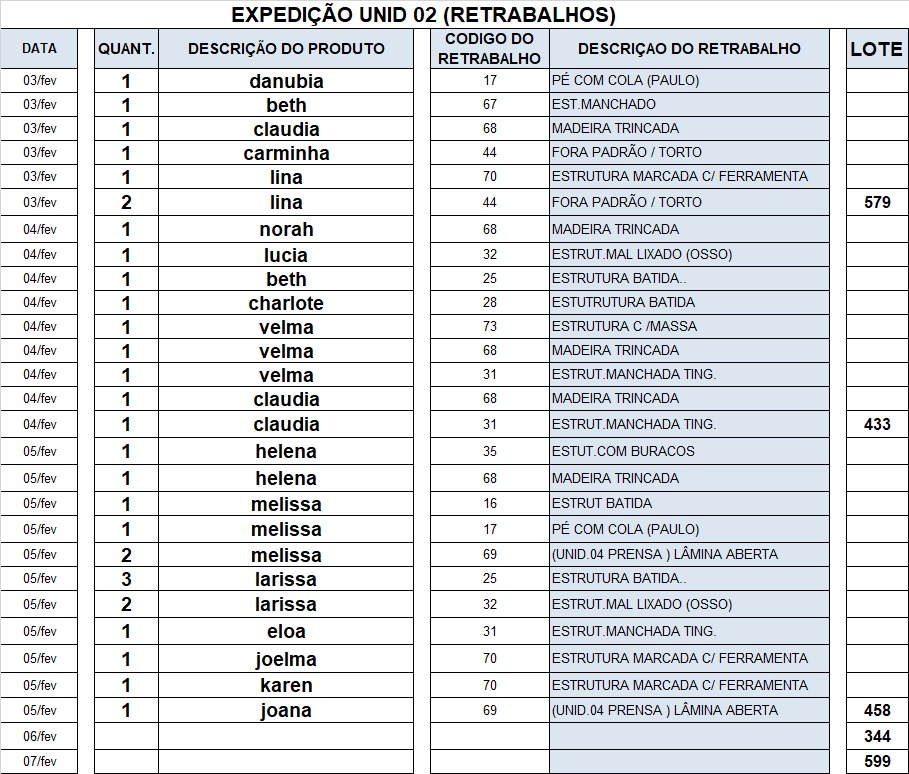 EXPEDIÇÃO UNID 02 (RETRABALHOS)
DATA QUANT. DESCRIÇÃO DO PRODUTO CODIGO DO RETRABALHO DESCRIÇAO DO RETRABALHO LOTE
03/fev 1 danubia 17 PÉ COM COLA (PAULO)
03/fev 1 beth 67 EST.MANCHADO
03/fev 1 claudia 68 MADEIRA TRINCADA
03/fev 1 carminha 44 FORA PADRÃO / TORTO
03/fev 1 lina 70 ESTRUTURA MARCADA C/ FERRAMENTA
03/fev 2 lina 44 FORA PADRÃO / TORTO 579
04/fev 1 norah 68 MADEIRA TRINCADA
04/fev 1 lucia 32 ESTRUT.MAL LIXADO (OSSO)
04/fev 1 beth 25 ESTRUTURA BATIDA..
04/fev 1 charlote 28 ESTUTRUTURA BATIDA
04/fev 1 velma 73 ESTRUTURA C /MASSA
04/fev 1 velma 68 MADEIRA TRINCADA
04/fev 1 velma 31 ESTRUT.MANCHADA TING.
04/fev 1 claudia 68 MADEIRA TRINCADA
04/fev 1 claudia 31 ESTRUT.MANCHADA TING. 433
05/fev 1 helena 35 ESTUT.COM BURACOS
05/fev 1 helena 68 MADEIRA TRINCADA
05/fev 1 melissa 16 ESTRUT BATIDA
05/fev 1 melissa 17 PÉ COM COLA (PAULO)
05/fev 2 melissa 69 (UNID.04 PRENSA ) LÂMINA ABERTA
05/fev 3 larissa 25 ESTRUTURA BATIDA..
05/fev 2 larissa 32 ESTRUT.MAL LIXADO (OSSO)
05/fev 1 eloa 31 ESTRUT.MANCHADA TING.
05/fev 1 joelma 70 ESTRUTURA MARCADA C/ FERRAMENTA
05/fev 1 karen 70 ESTRUTURA MARCADA C/ FERRAMENTA
05/fev 1 joana 69 (UNID.04 PRENSA ) LÂMINA ABERTA 458
06/fev 344
07/fev 599